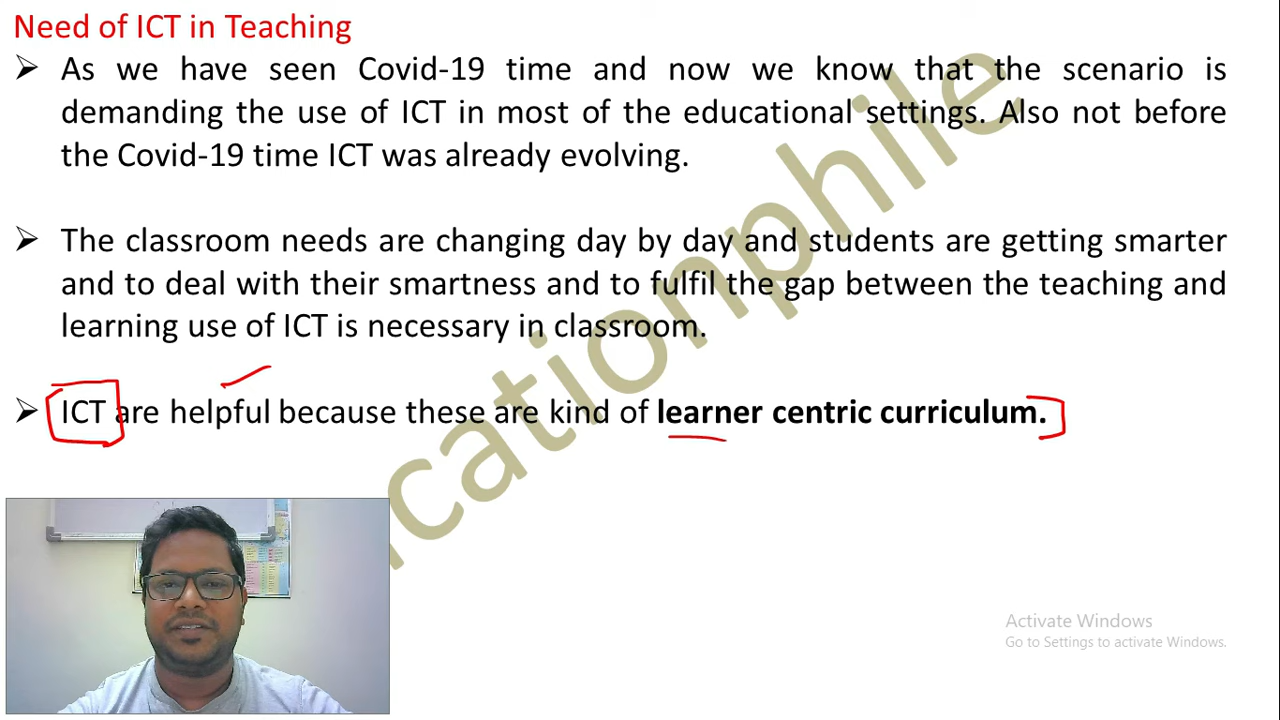 Need of ICT in Teaching
➢ As we have seen Covid-19 time and now we know that the scenario is
demanding the use of ICT in most of the educational settings. Also not before
the Covid-19 time ICT was already evolving.
➢ The classroom needs are changing day by day and students are getting smarter
and to deal with their smartness and to fulfil the gap between the teaching and
learning use of ICT is necessary in classroom.
➢ ICT are helpful because these are kind of learner centric curriculum.
icationphile
Activate Windows
Go to Settings to activate Windows.